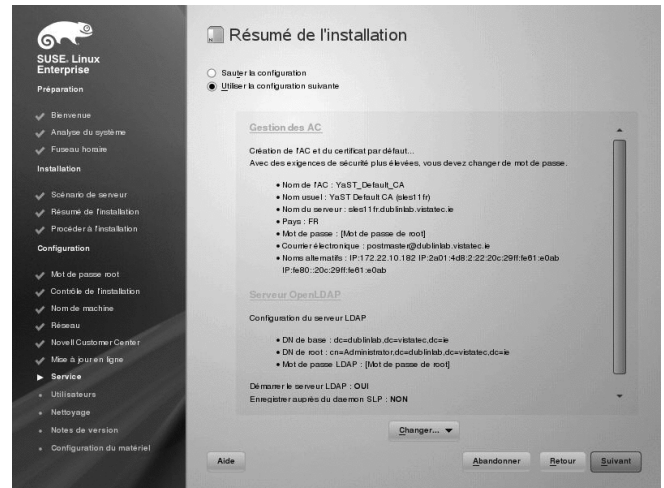 SUSE. Linux
Enterprise
Préparation
Bienvenue
Analyse du système
Fuseau horaire
Installation
Scénario de serveur
Résumé de l'installation
Procéder à l'installation
Configuration
Mot de passe root
Contrôle de l'installation
Nom de machine
Réseau
Novell Customer Center
Mise à jour en ligne
Service
Utilisateurs
Nettoyage
Notes de version
Configuration du matériel
Résumé de l'installation
Sauter la configuration
Utiliser la configuration suivante
Gestion des AC
Création de l'AC et du certificat par défaut...
Avec des exigences de sécurité plus élevées, vous devez changer de mot de passe.
• Nom de l'AC : YaST_Default_CA
• Nom usuel : YaST Default CA (sles11fr)
• Nom du serveur : sles11fr.dublinlab.vistatec.ie
• Pays : FR
• Mot de passe : [Mot de passe de root]
• Courrier électronique : postmaster@dublinlab.vistatec.ie
• Noms alternatifs : IP:172.22.10.182 IP:2a01:4d8:2:22:20c:29ff:fe61:e0ab
IP:fe80::20c:29ff:fe61:e0ab
Serveur OpenLDAP
Configuration du serveur LDAP
• DN de base : dc=dublinlab,dc=vistatec,dc=ie
• DN de root : cn=Administrator,dc=dublinlab,dc=vistatec,dc=ie
• Mot de passe LDAP : [Mot de passe de root]
Démarrer le serveur LDAP : OUI
Enregistrer auprès du daemon SLP : NON
Changer...
Aide
Abandonner
Retour
Suivant